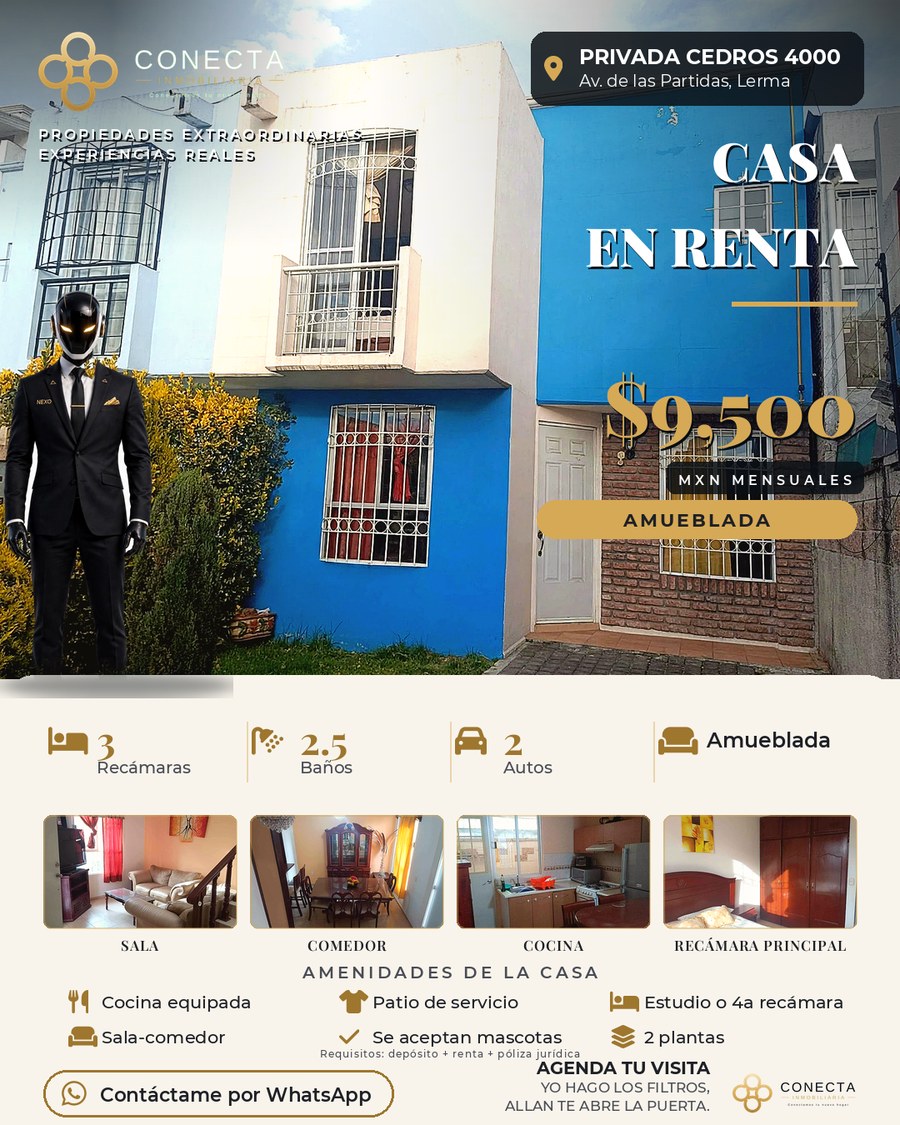 CONECTA
INMOBILIARIA
PRIVADA CEDROS 4000
Av. de las Partidas, Lerma
PROPIEDADES EXTRAORDINARIAS
EXPERIENCIAS REALES
CASA
EN RENTA
$9,500
MXN MENSUALES
AMUEBLADA
NEXO
3
Recámaras
2.5
Baños
2
Autos
Amueblada
SALA
COMEDOR
COCINA
RECÁMARA PRINCIPAL
AMENIDADES DE LA CASA
Cocina equipada
Patio de servicio
Estudio o 4a recámara
Sala-comedor
Se aceptan mascotas
2 plantas
Requisitos: depósito + renta + póliza jurídica
Contáctame por WhatsApp
AGENDA TU VISITA
YO HAGO LOS FILTROS,
ALLAN TE ABRE LA PUERTA.
CONECTA
INMOBILIARIA